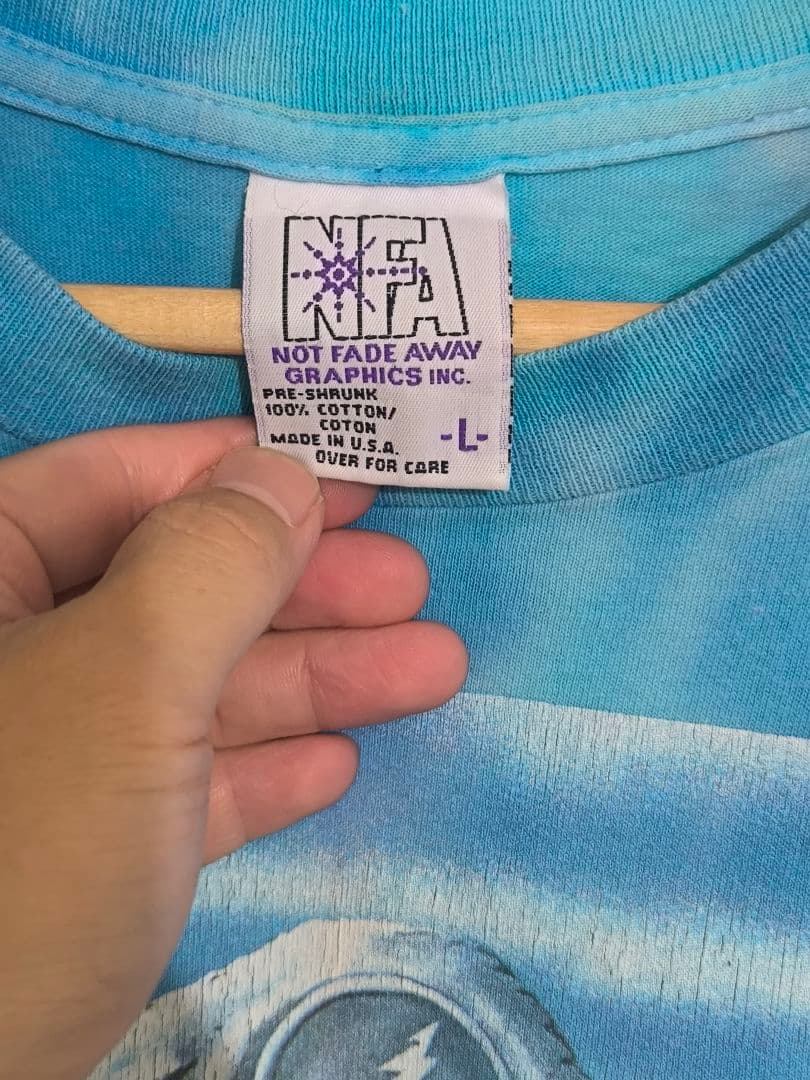 NFA
NOT FADE AWAY
GRAPHICS INC.
PRE-SHRUNK
100% COTTON/
COTON
MADE IN U.S.A.
-L-
OVER FOR CARE